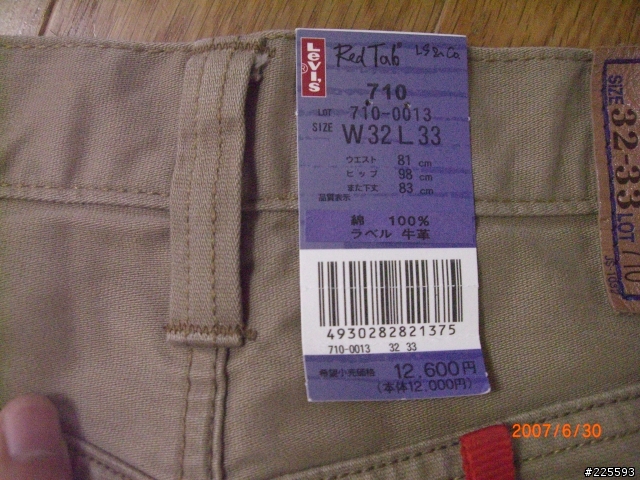 Levi's
®
Red Tab™ LS & Co
710
LOT 710-0013
SIZE W32 L33
ウエスト 81 cm
ヒップ 98 cm
また下丈 83 cm
品質表示
綿 100%
ラベル 牛革
4930282821375
710-0013 32 33
希望小売価格 12,600円
(本体12,000円)
SIZE 32-33
LOT 710
2007/6/30
#225593